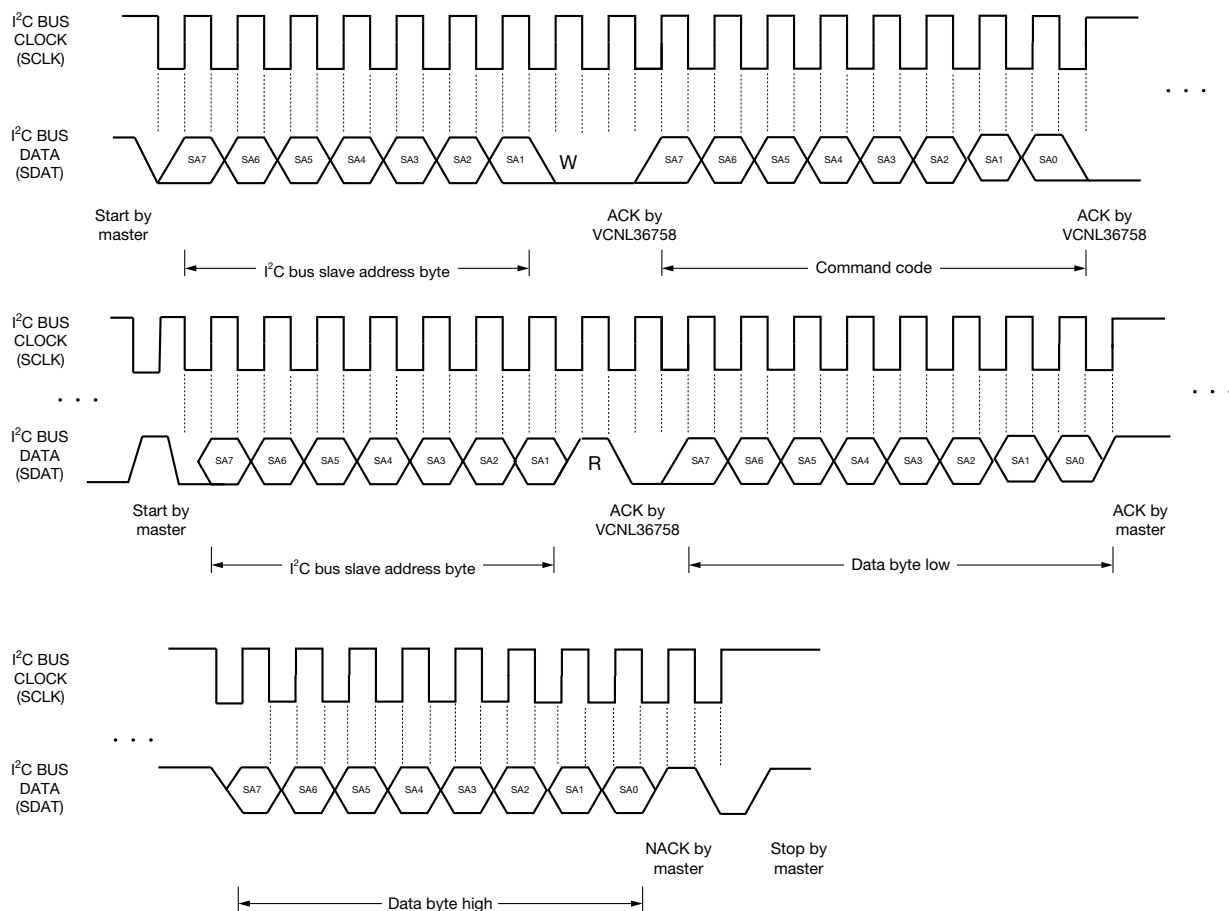 I²C BUS
CLOCK
(SCLK)
. . .
I²C BUS
DATA
(SDAT)
SA7 SA6 SA5 SA4 SA3 SA2 SA1 W SA7 SA6 SA5 SA4 SA3 SA2 SA1 SA0
Start by
master
ACK by
VCNL36758
ACK by
VCNL36758
I²C bus slave address byte
Command code
I²C BUS
CLOCK
(SCLK)
. . .
. . .
I²C BUS
DATA
(SDAT)
SA7 SA6 SA5 SA4 SA3 SA2 SA1 R SA7 SA6 SA5 SA4 SA3 SA2 SA1 SA0
Start by
master
ACK by
VCNL36758
ACK by
master
I²C bus slave address byte
Data byte low
I²C BUS
CLOCK
(SCLK)
. . .
I²C BUS
DATA
(SDAT)
SA7 SA6 SA5 SA4 SA3 SA2 SA1 SA0
NACK by
master
Stop by
master
Data byte high